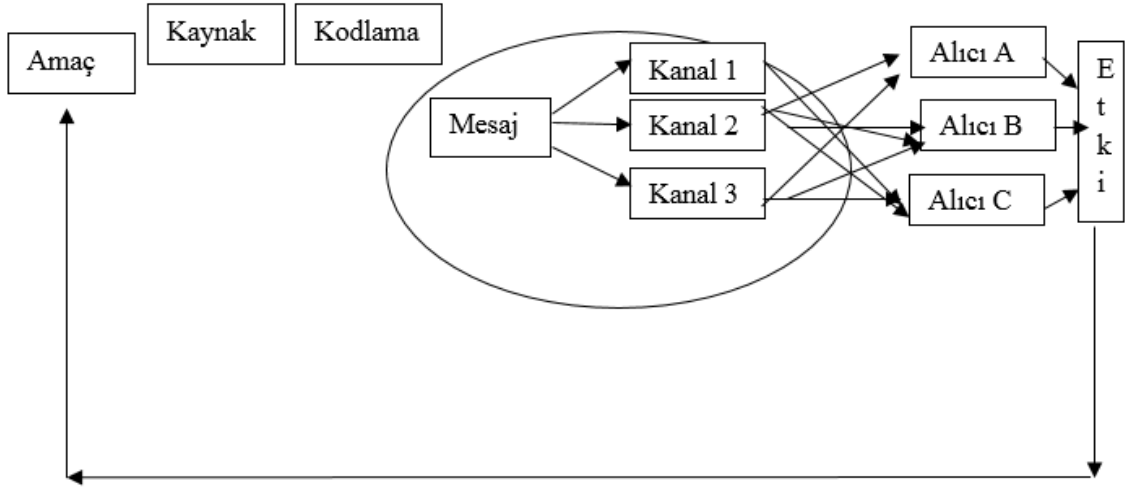 Amaç
Kaynak
Kodlama
Mesaj
Kanal 1
Kanal 2
Kanal 3
Alıcı A
Alıcı B
Alıcı C
E
t
k
i